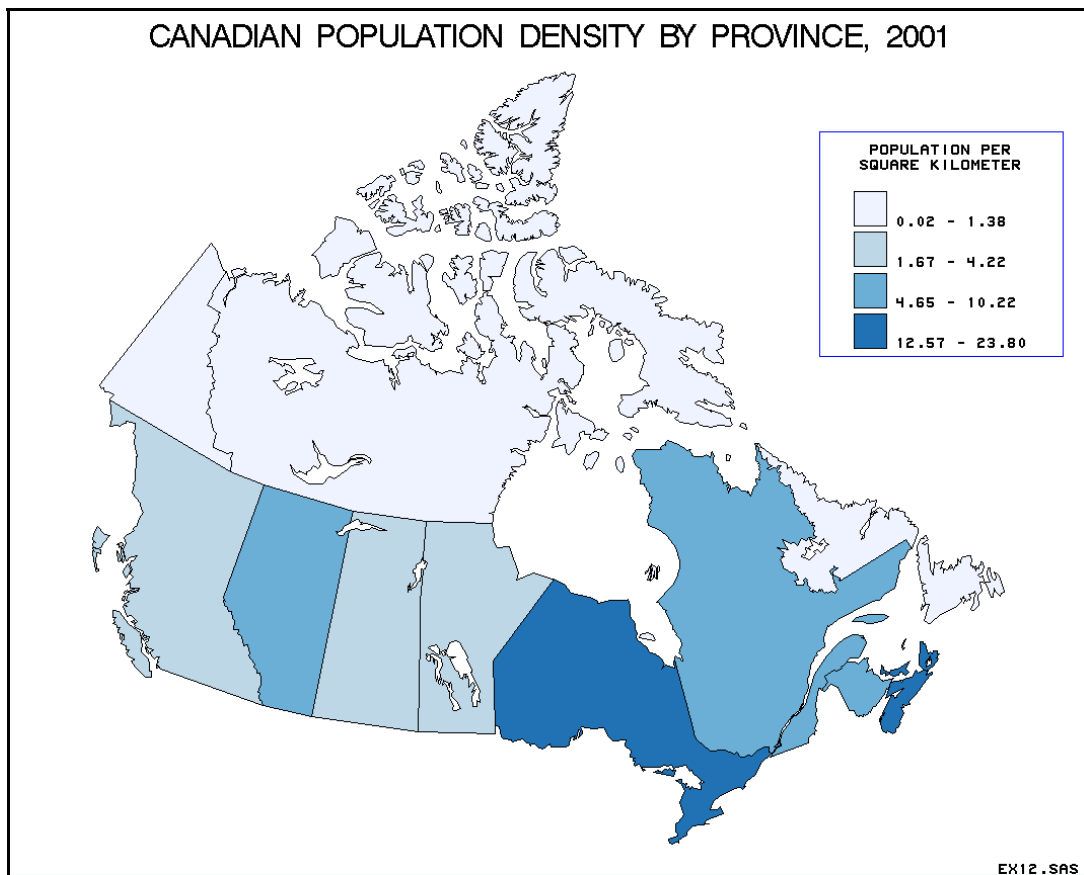 CANADIAN POPULATION DENSITY BY PROVINCE, 2001
POPULATION PER
SQUARE KILOMETER
0.02 - 1.38
1.67 - 4.22
4.65 - 10.22
12.57 - 23.80
EX12.SAS